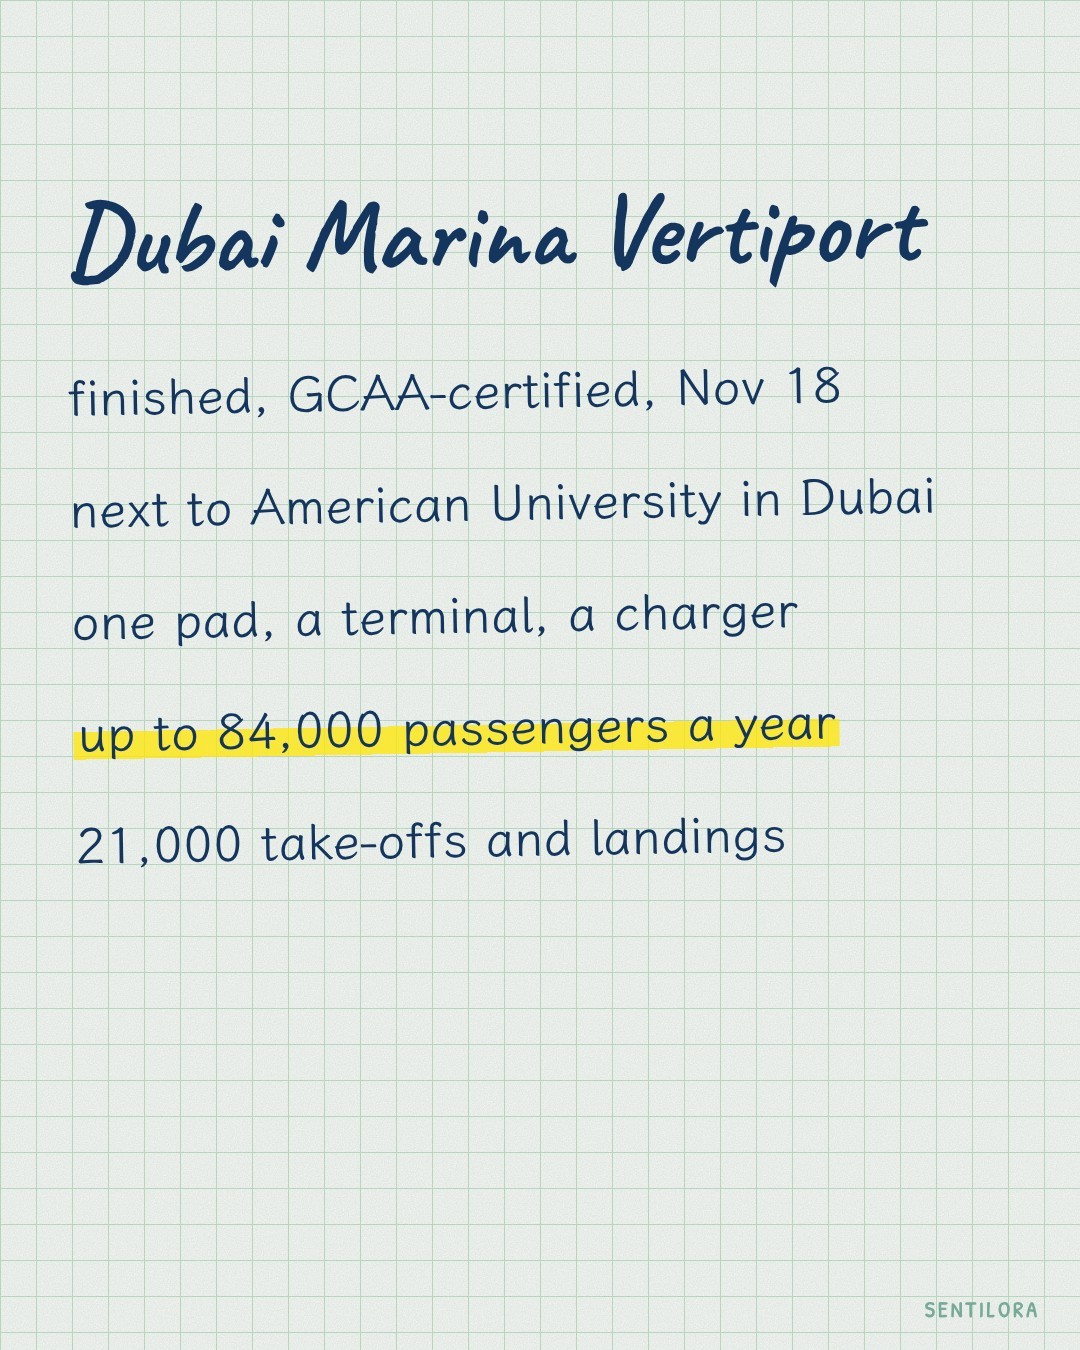 Dubai Marina Vertiport
finished, GCAA-certified, Nov 18
next to American University in Dubai
one pad, a terminal, a charger
up to 84,000 passengers a year
21,000 take-offs and landings
SENTILORA